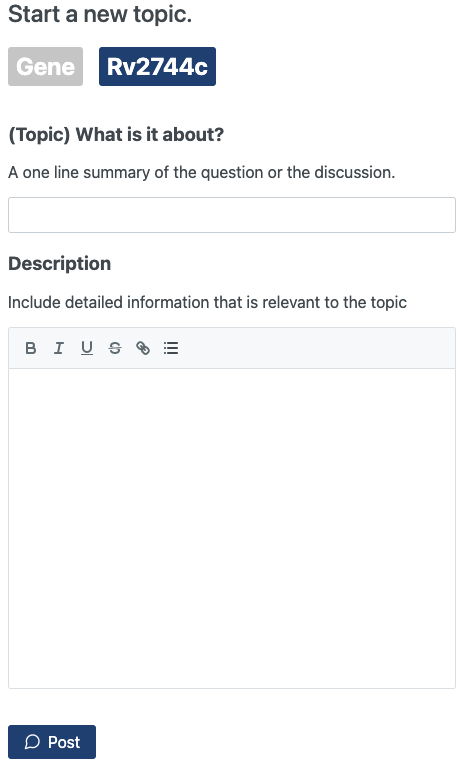 Start a new topic.
Gene Rv2744c
(Topic) What is it about?
A one line summary of the question or the discussion.
Description
Include detailed information that is relevant to the topic
B I U S
Post